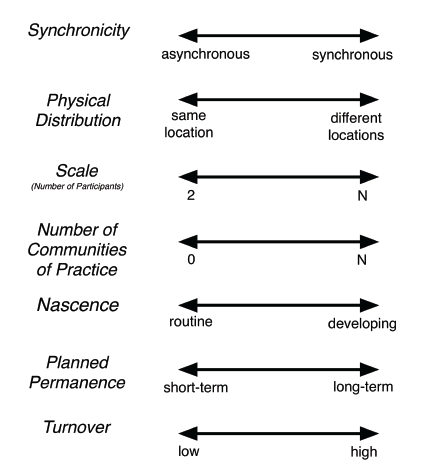 Synchronicity
asynchronous synchronous
Physical
Distribution
same
location
different
locations
Scale
(Number of Participants)
2 N
Number of
Communities
of Practice
0 N
Nascence
routine developing
Planned
Permanence
short-term long-term
Turnover
low high